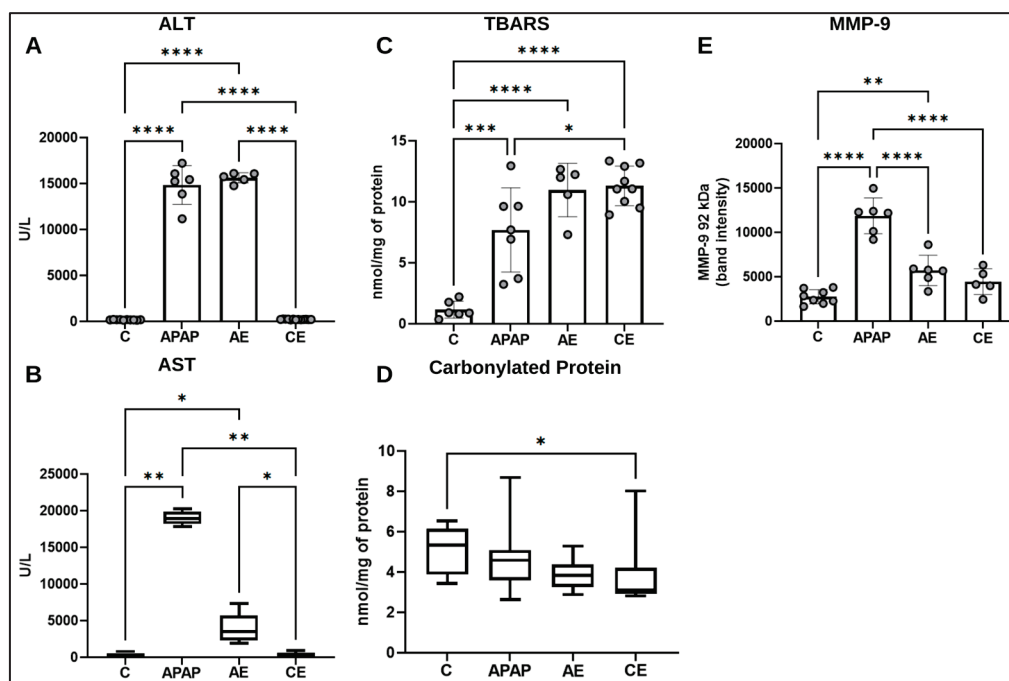 ALT
A
****
****
**** ****
U/L
20000
15000
10000
5000
0
C APAP AE CE
TBARS
C
****
****
*** *
nmol/mg of protein
15
10
5
0
C APAP AE CE
MMP-9
E
**
****
**** ****
MMP-9 92 kDa
(band intensity)
20000
15000
10000
5000
0
C APAP AE CE
AST
B
*
**
** *
U/L
25000
20000
15000
10000
5000
0
C APAP AE CE
Carbonylated Protein
D
*
nmol/mg of protein
10
8
6
4
2
0
C APAP AE CE